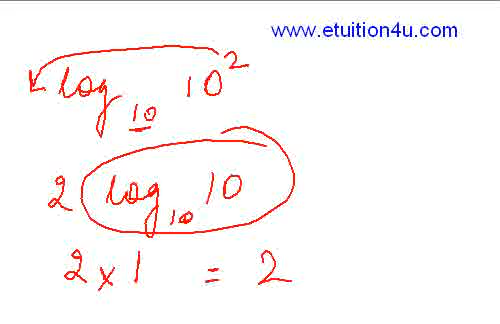 www.etuition4u.com
log₁₀ 10²
2 log₁₀ 10
2 × 1 = 2